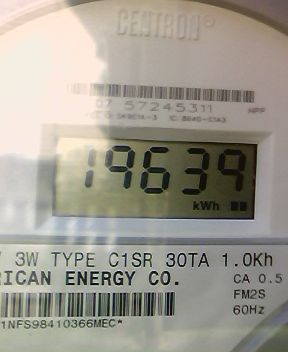 CENTRON®
07 57245311
19639
kWh
3W TYPE C1SR 30TA 1.0Kh
RICAN ENERGY CO.
CA 0.5
FM2S
60Hz
1NFS98410366MEC*